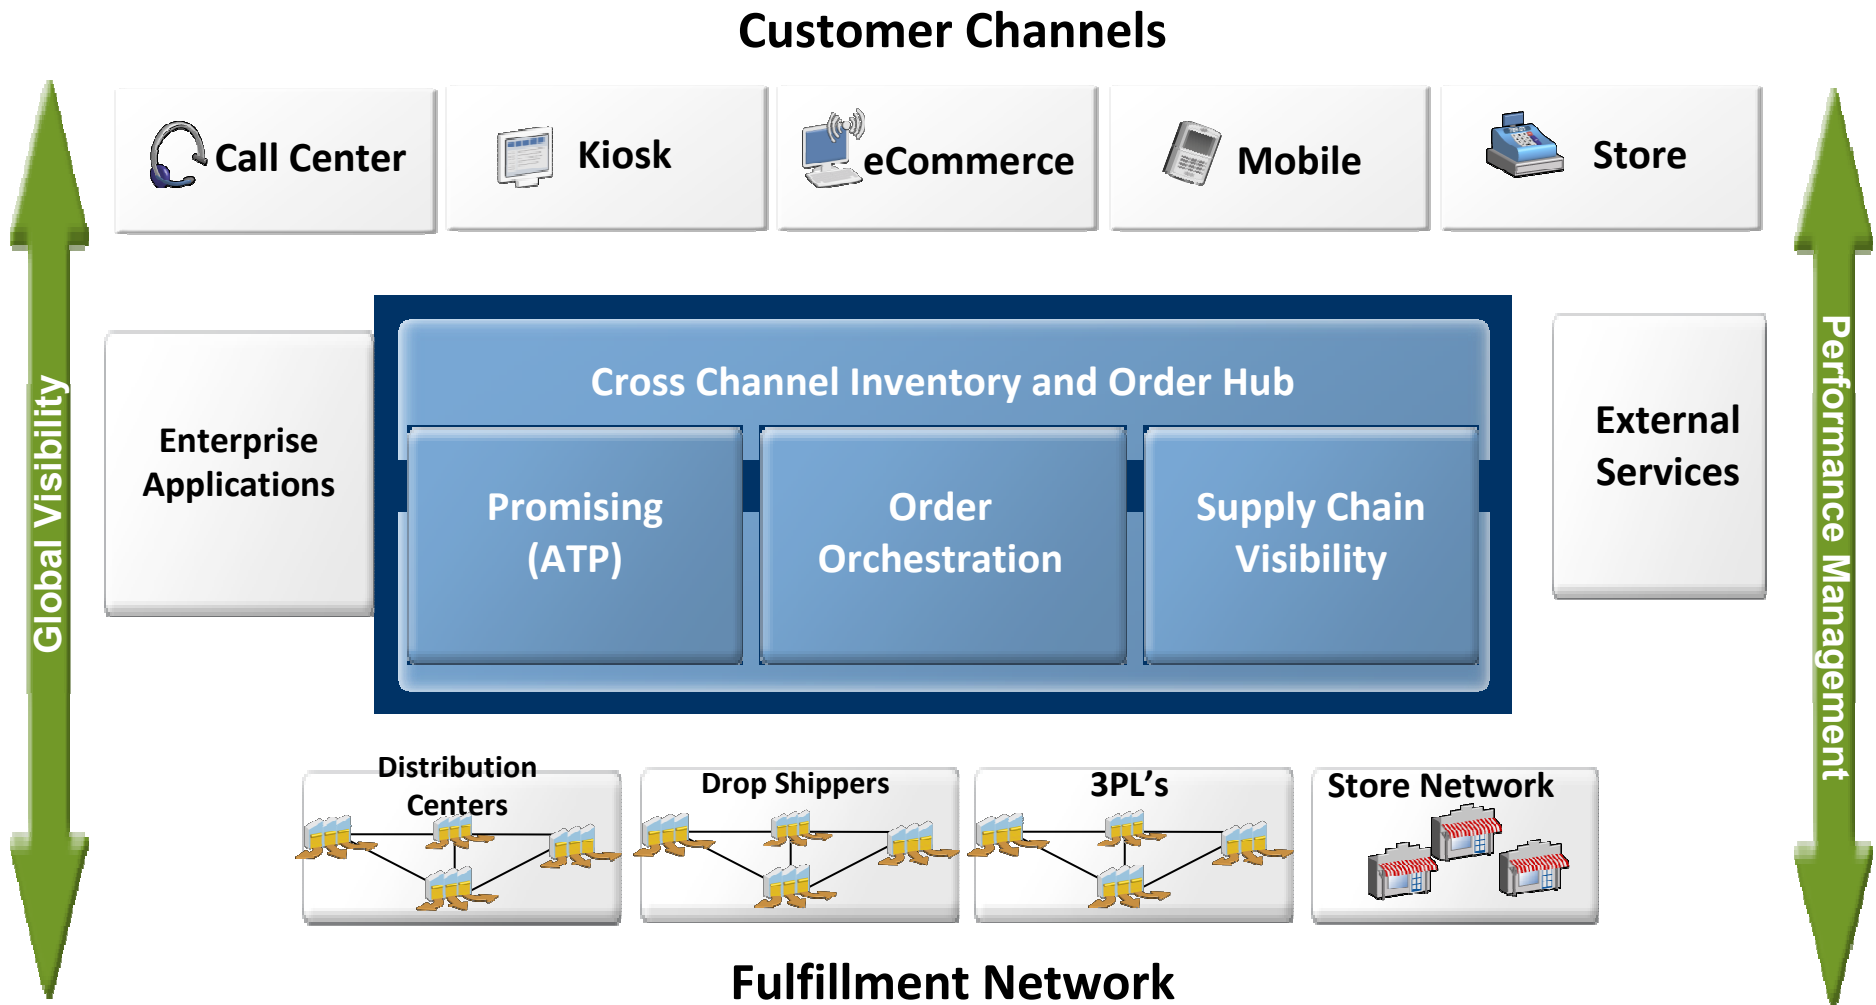 Customer Channels
Call Center
Kiosk
eCommerce
Mobile
Store
Global Visibility
Enterprise
Applications
Cross Channel Inventory and Order Hub
Promising
(ATP)
Order
Orchestration
Supply Chain
Visibility
External
Services
Performance Management
Distribution
Centers
Drop Shippers
3PL’s
Store Network
Fulfillment Network